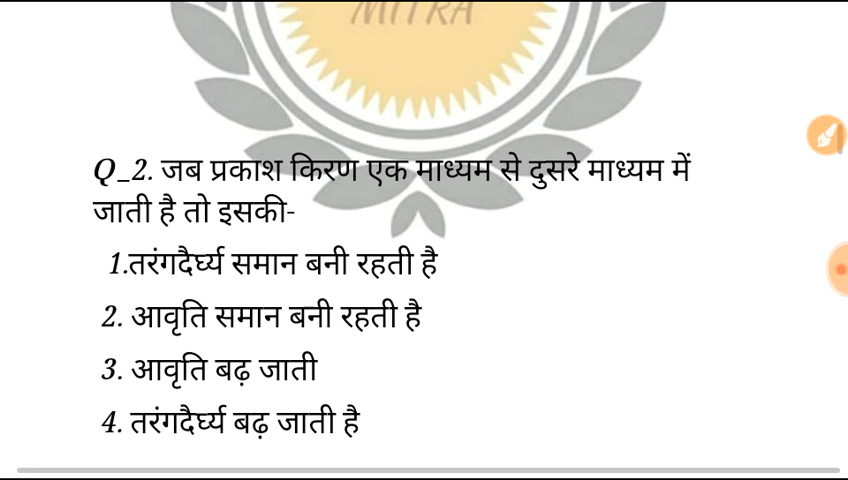 MITRA
Q_2. जब प्रकाश किरण एक माध्यम से दुसरे माध्यम में
जाती है तो इसकी-
1.तरंगदैर्घ्य समान बनी रहती है
2. आवृति समान बनी रहती है
3. आवृति बढ़ जाती
4. तरंगदैर्घ्य बढ़ जाती है